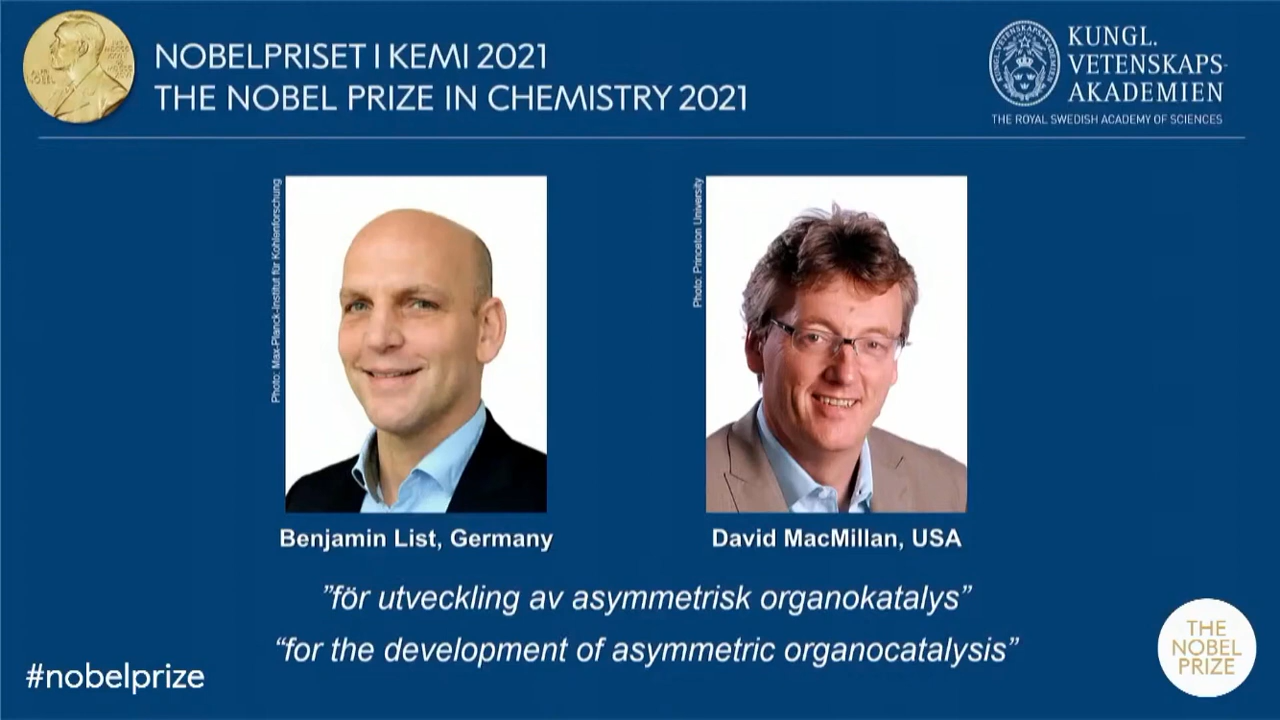 NOBELPRISET I KEMI 2021
THE NOBEL PRIZE IN CHEMISTRY 2021
KUNGL.
VETENSKAPS-
AKADEMIEN
THE ROYAL SWEDISH ACADEMY OF SCIENCES
Photo: Max-Planck-Institut für Kohlenforschung
Photo: Princeton University
Benjamin List, Germany
David MacMillan, USA
”för utveckling av asymmetrisk organokatalys”
“for the development of asymmetric organocatalysis”
#nobelprize
THE
NOBEL
PRIZE